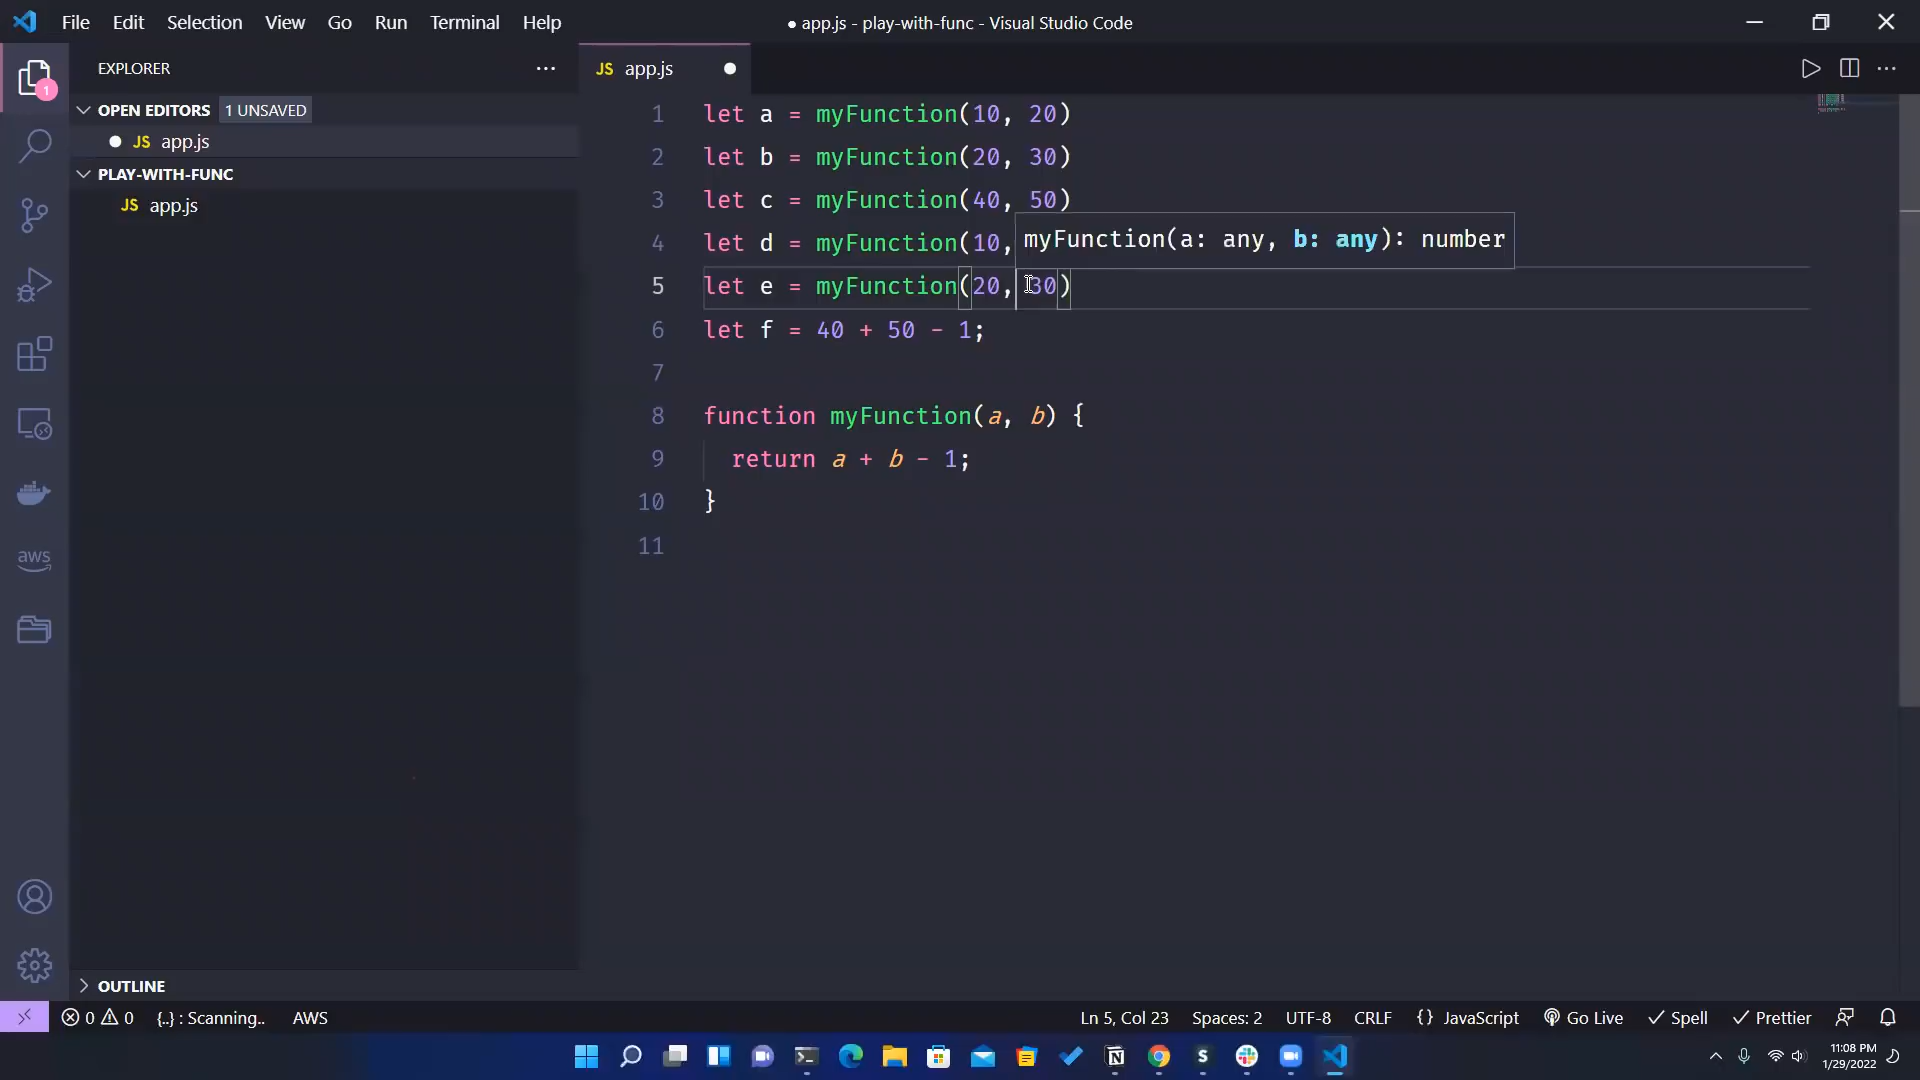 File Edit Selection View Go Run Terminal Help
● app.js - play-with-func - Visual Studio Code
EXPLORER
1
OPEN EDITORS 1 UNSAVED
JS app.js
PLAY-WITH-FUNC
JS app.js
aws
OUTLINE
JS app.js
1 let a = myFunction(10, 20)
2 let b = myFunction(20, 30)
3 let c = myFunction(40, 50)
4 let d = myFunction(10,
myFunction(a: any, b: any): number
5 let e = myFunction(20, 30)
6 let f = 40 + 50 - 1;
7
8 function myFunction(a, b) {
9 return a + b - 1;
10 }
11
0 0 {..} : Scanning.. AWS
Ln 5, Col 23 Spaces: 2 UTF-8 CRLF {} JavaScript Go Live ✓ Spell ✓ Prettier
N S
11:08 PM
1/29/2022